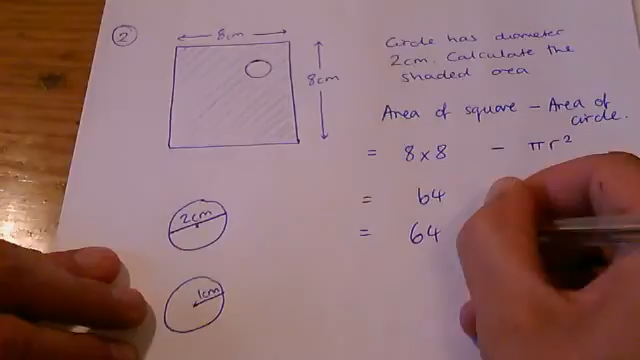 2
8cm
8cm
Circle has diameter
2cm. Calculate the
shaded area
Area of square - Area of
circle.
= 8 x 8 - πr²
= 64
= 64
2cm
1cm